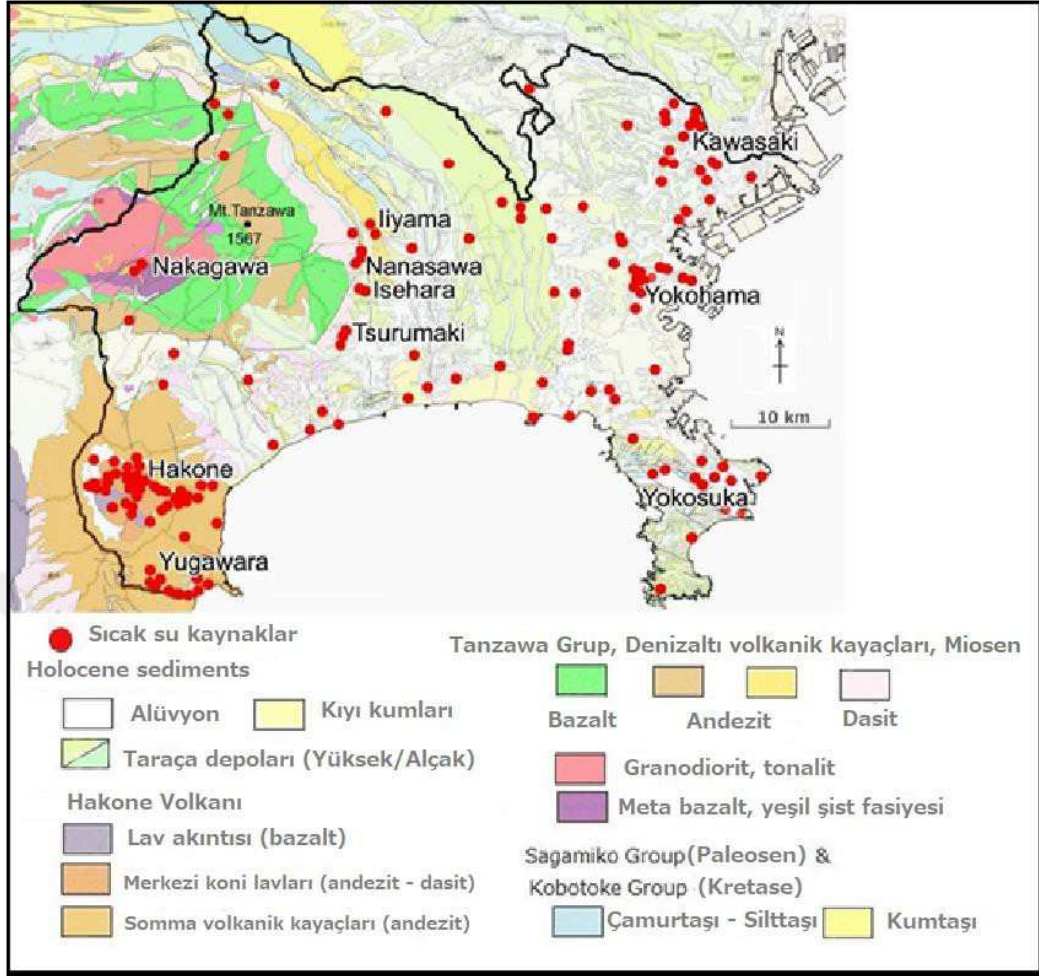 Kawasaki
Mt.Tanzawa
1567
Iiyama
Nakagawa
Nanasawa
Isehara
Yokohama
Tsurumaki
N
10 km
Hakone
Yokosuka
Yugawara
Sıcak su kaynaklar
Holocene sediments
Alüvyon
Kıyı kumları
Taraça depoları (Yüksek/Alçak)
Hakone Volkanı
Lav akıntısı (bazalt)
Merkezi koni lavları (andezit - dasit)
Somma volkanik kayaçları (andezit)
Tanzawa Grup, Denizaltı volkanik kayaçları, Miosen
Bazalt
Andezit
Dasit
Granodiorit, tonalit
Meta bazalt, yeşil şist fasiyesi
Sagamiko Group(Paleosen) &
Kobotoke Group (Kretase)
Çamurtaşı - Silttaşı
Kumtaşı